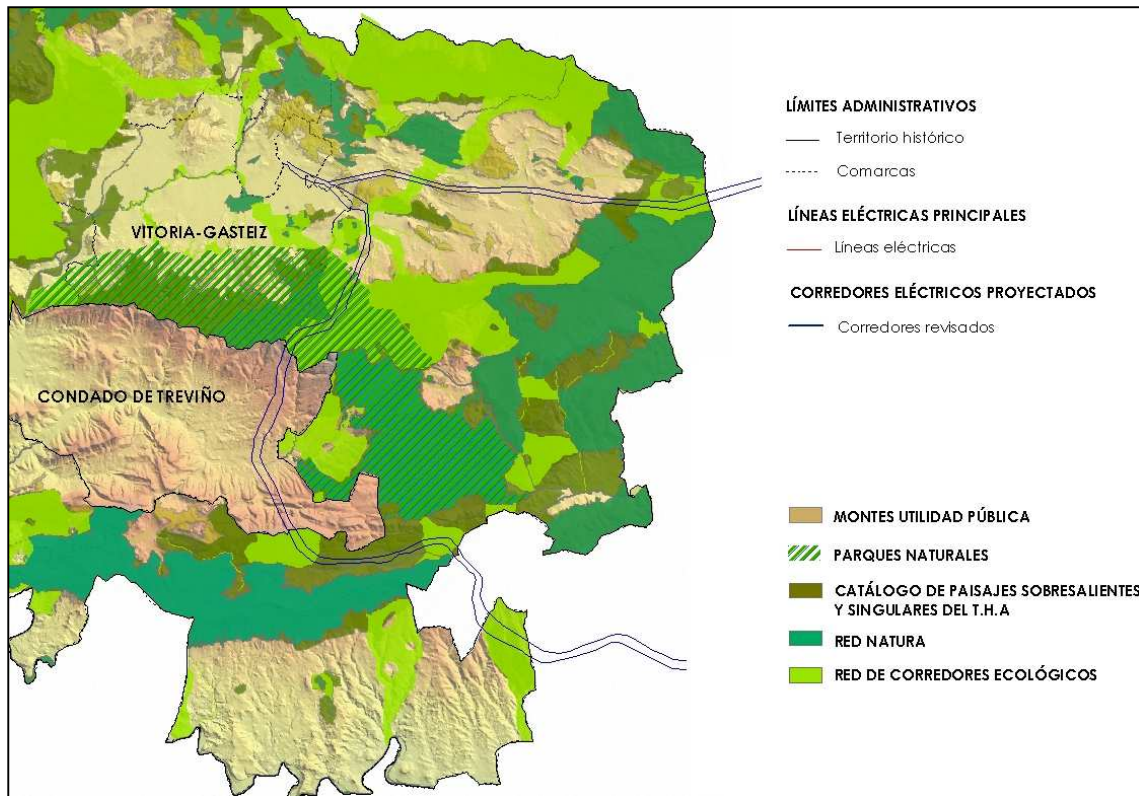 VITORIA-GASTEIZ
CONDADO DE TREVIÑO
LÍMITES ADMINISTRATIVOS
Territorio histórico
Comarcas
LÍNEAS ELÉCTRICAS PRINCIPALES
Líneas eléctricas
CORREDORES ELÉCTRICOS PROYECTADOS
Corredores revisados
MONTES UTILIDAD PÚBLICA
PARQUES NATURALES
CATÁLOGO DE PAISAJES SOBRESALIENTES
Y SINGULARES DEL T.H.A
RED NATURA
RED DE CORREDORES ECOLÓGICOS